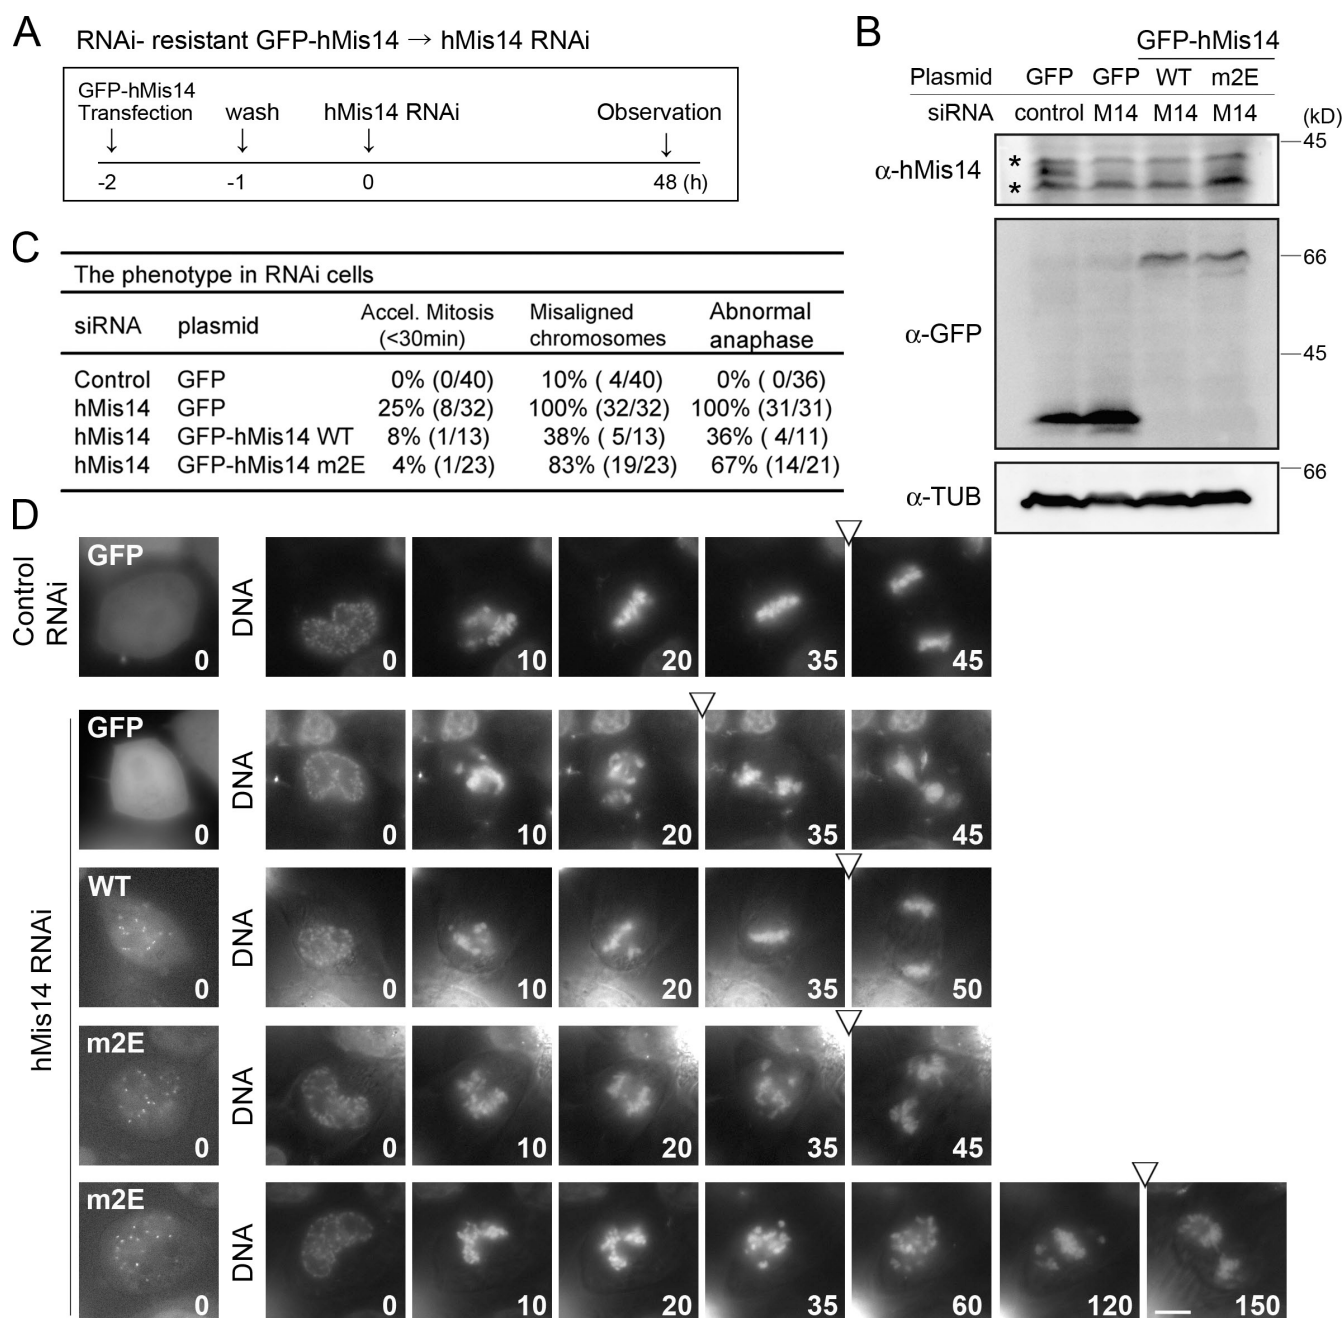 A
RNAi- resistant GFP-hMis14 → hMis14 RNAi
GFP-hMis14
Transfection
wash
hMis14 RNAi
Observation
-2
-1
0
48 (h)
B
GFP-hMis14
Plasmid GFP GFP WT m2E
siRNA control M14 M14 M14 (kD)
α-hMis14
*
*
45
α-GFP
66
45
α-TUB
66
C
The phenotype in RNAi cells
siRNA plasmid Accel. Mitosis (<30min) Misaligned chromosomes Abnormal anaphase
Control GFP 0% (0/40) 10% ( 4/40) 0% ( 0/36)
hMis14 GFP 25% (8/32) 100% (32/32) 100% (31/31)
hMis14 GFP-hMis14 WT 8% (1/13) 38% ( 5/13) 36% ( 4/11)
hMis14 GFP-hMis14 m2E 4% (1/23) 83% (19/23) 67% (14/21)
D
Control
RNAi
GFP 0 DNA 0 10 20 35 45
hMis14 RNAi
GFP 0 DNA 0 10 20 35 45
WT 0 DNA 0 10 20 35 50
m2E 0 DNA 0 10 20 35 45
m2E 0 DNA 0 10 20 35 60 120 150